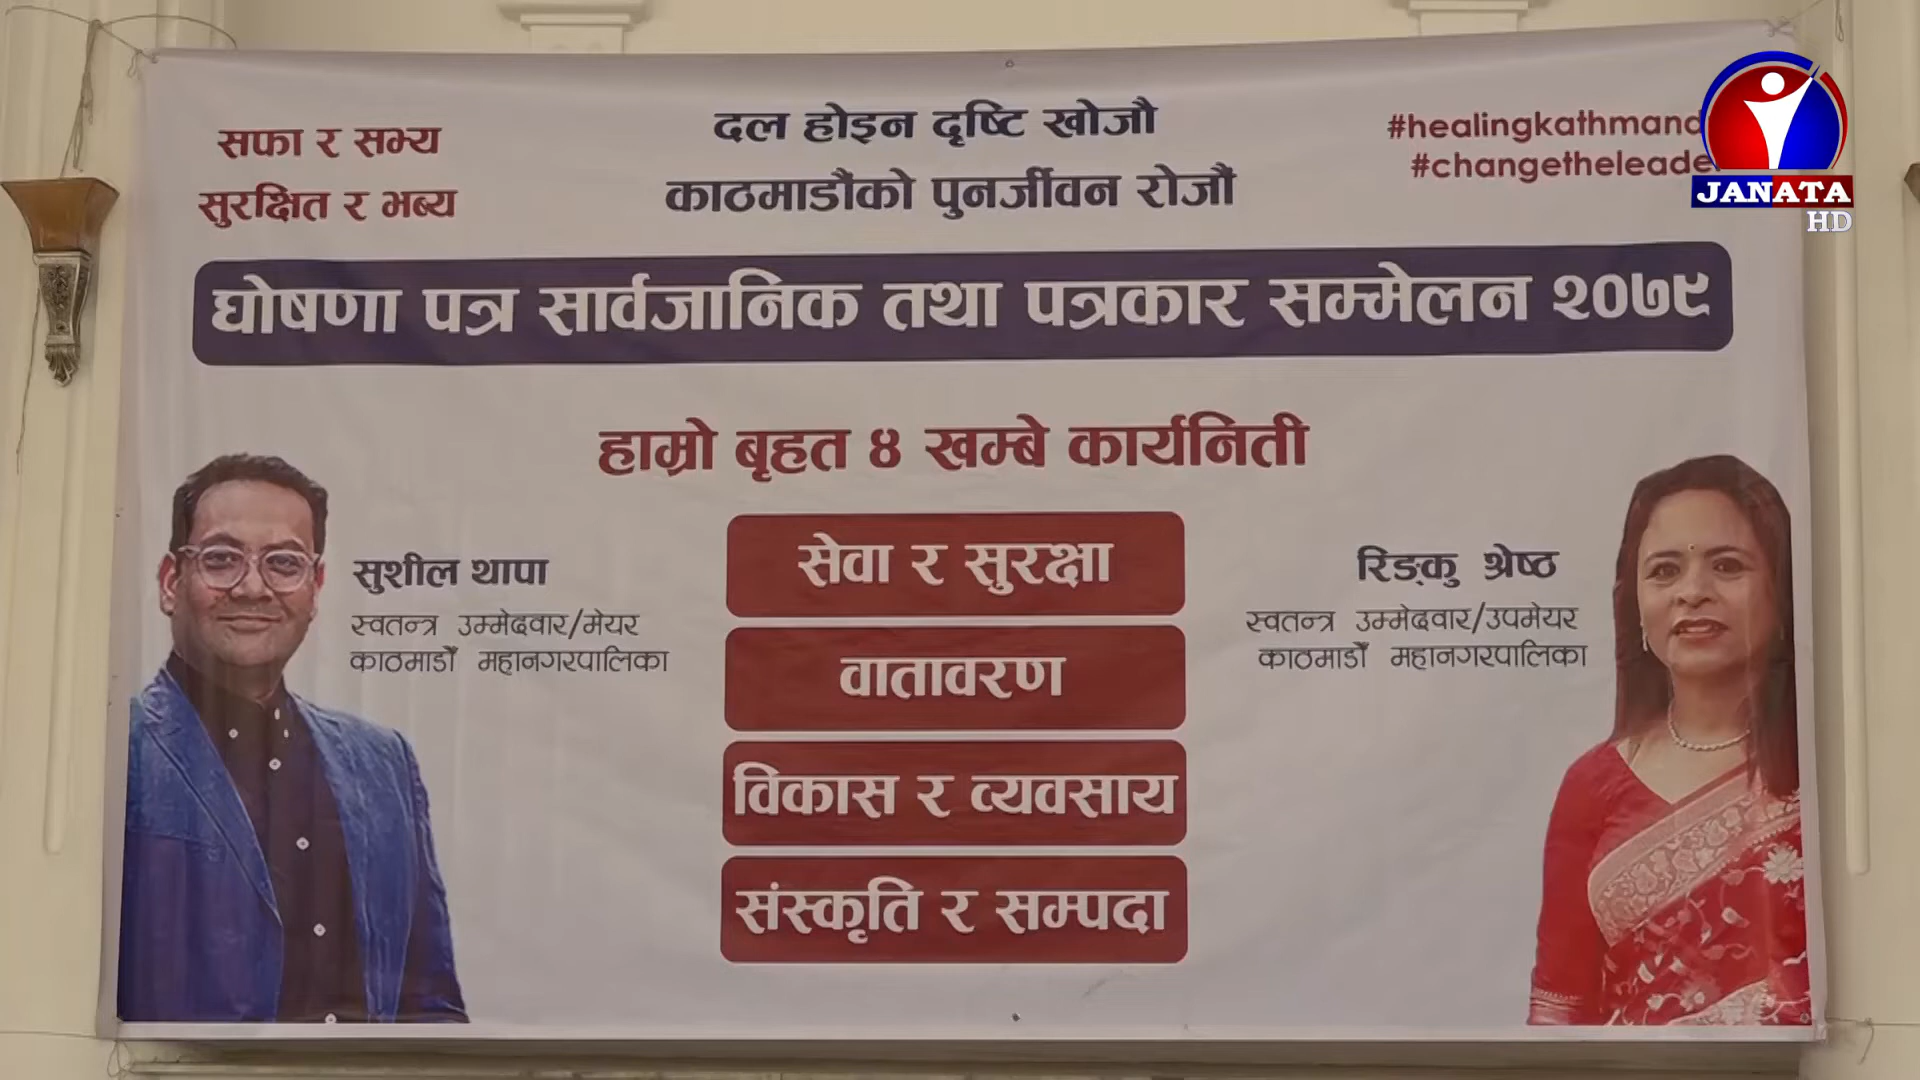 सफा र सभ्य
सुरक्षित र भब्य
दल होइन दृष्टि खोजौ
काठमाडौंको पुनर्जीवन रोजौं
#healingkathmand
#changetheleade
JANATA
HD
घोषणा पत्र सार्वजानिक तथा पत्रकार सम्मेलन २०७९
हाम्रो बृहत ४ खम्बे कार्यनिती
सुशील थापा
स्वतन्त्र उम्मेदवार/मेयर
काठमाडौँ महानगरपालिका
सेवा र सुरक्षा
वातावरण
विकास र व्यवसाय
संस्कृति र सम्पदा
रिङ्कु श्रेष्ठ
स्वतन्त्र उम्मेदवार/उपमेयर
काठमाडौँ महानगरपालिका